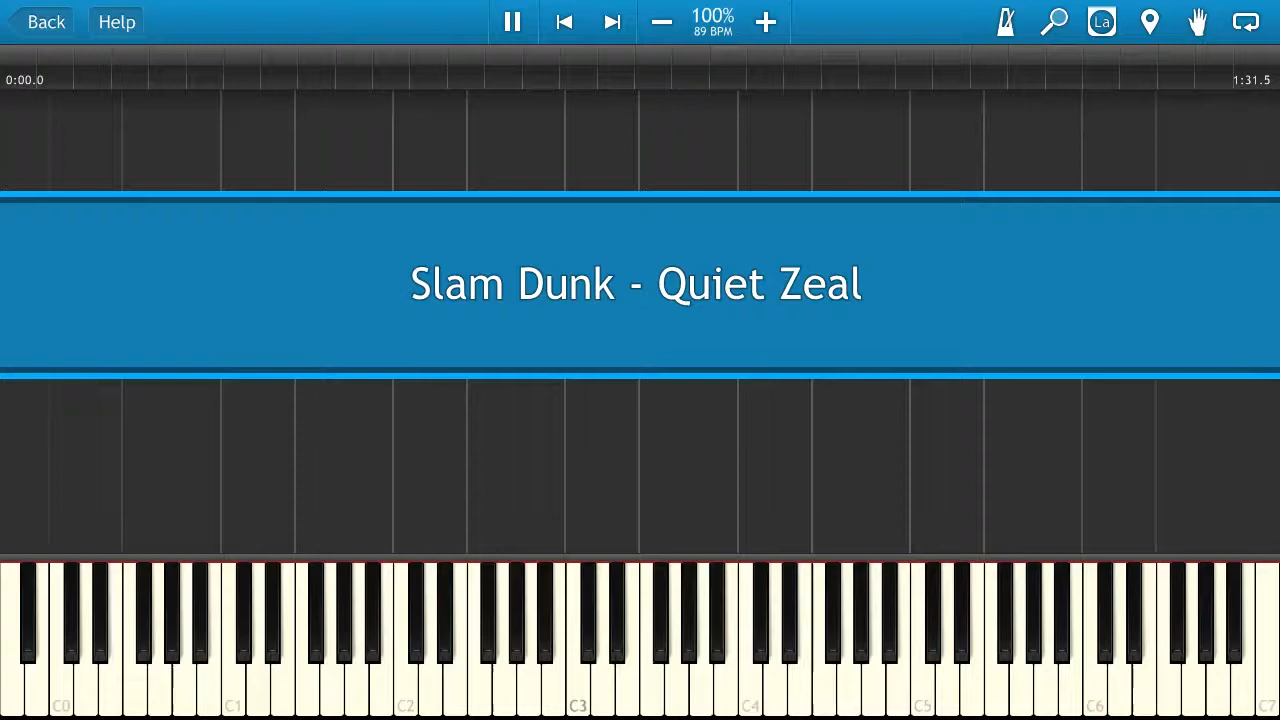 Back Help 100% La
89 BPM
0:00.0 1:31.5
Slam Dunk - Quiet Zeal
C0 C1 C2 C3 C4 C5 C6 C7